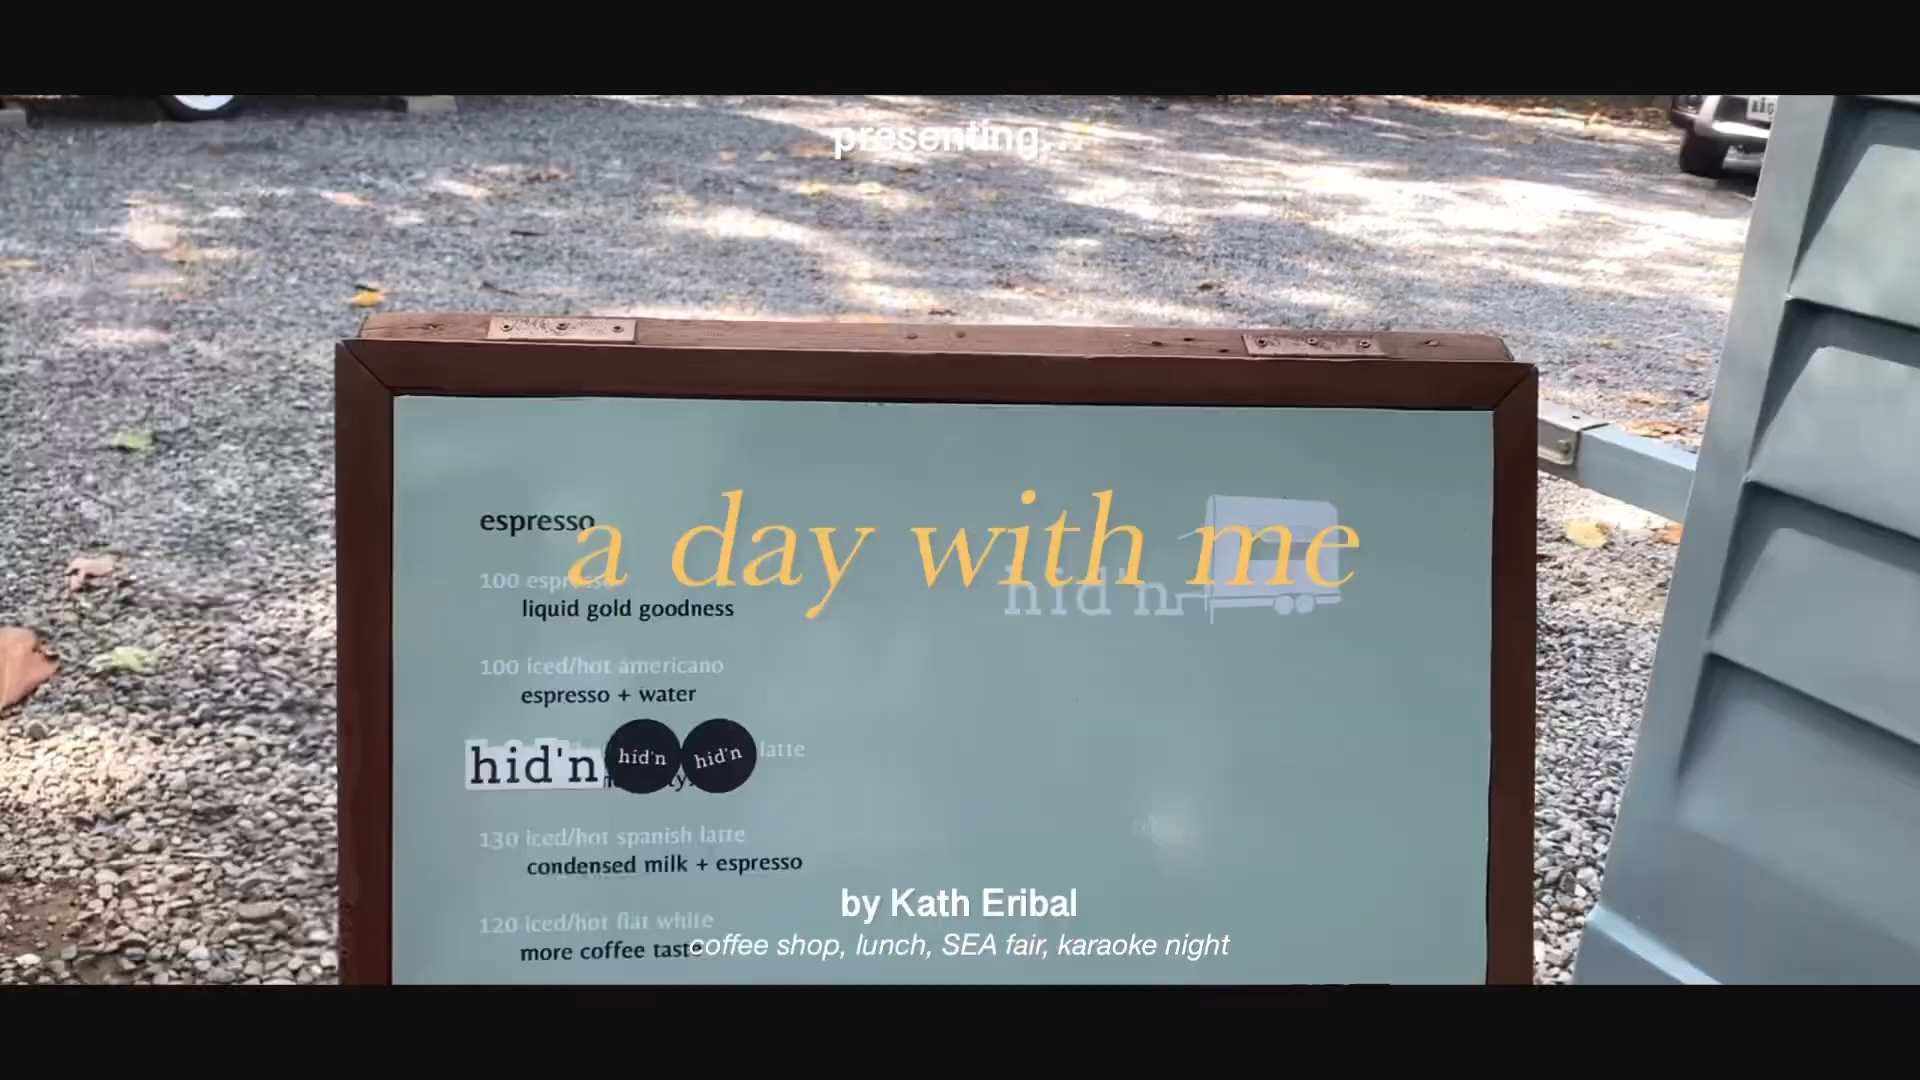 presenting...
a day with me
espresso
100 espresso
liquid gold goodness
hid'n
100 iced/hot americano
espresso + water
hid'n hid'n hid'n latte
130 iced/hot spanish latte
condensed milk + espresso
120 iced/hot flat white
more coffee taste
by Kath Eribal
coffee shop, lunch, SEA fair, karaoke night